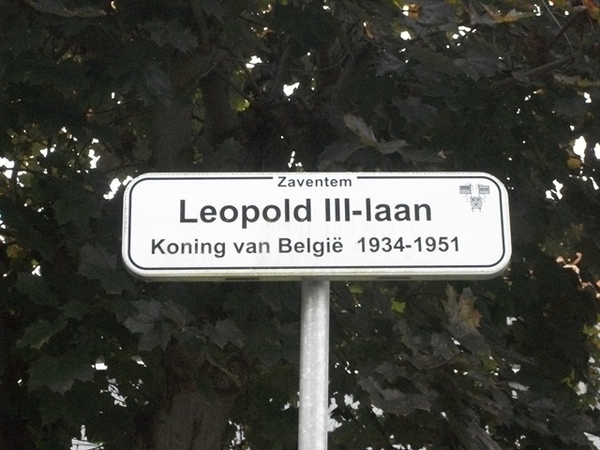 Zaventem
Leopold III-laan
Koning van België 1934-1951